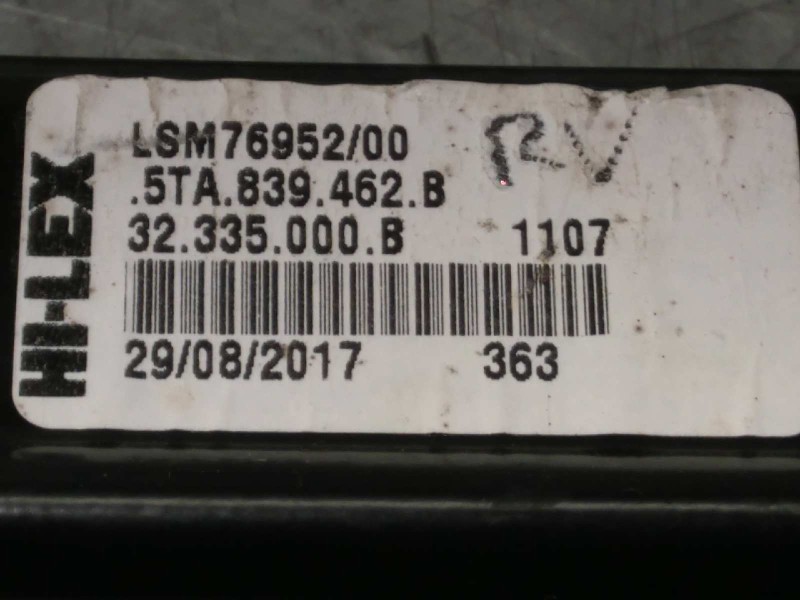 HI-LEX
LSM76952/00
RV
.5TA.839.462.B
32.335.000.B 1107
29/08/2017 363